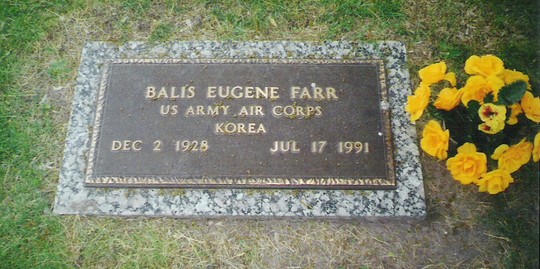 BALIS EUGENE FARR
US ARMY AIR CORPS
KOREA
DEC 2 1928 JUL 17 1991